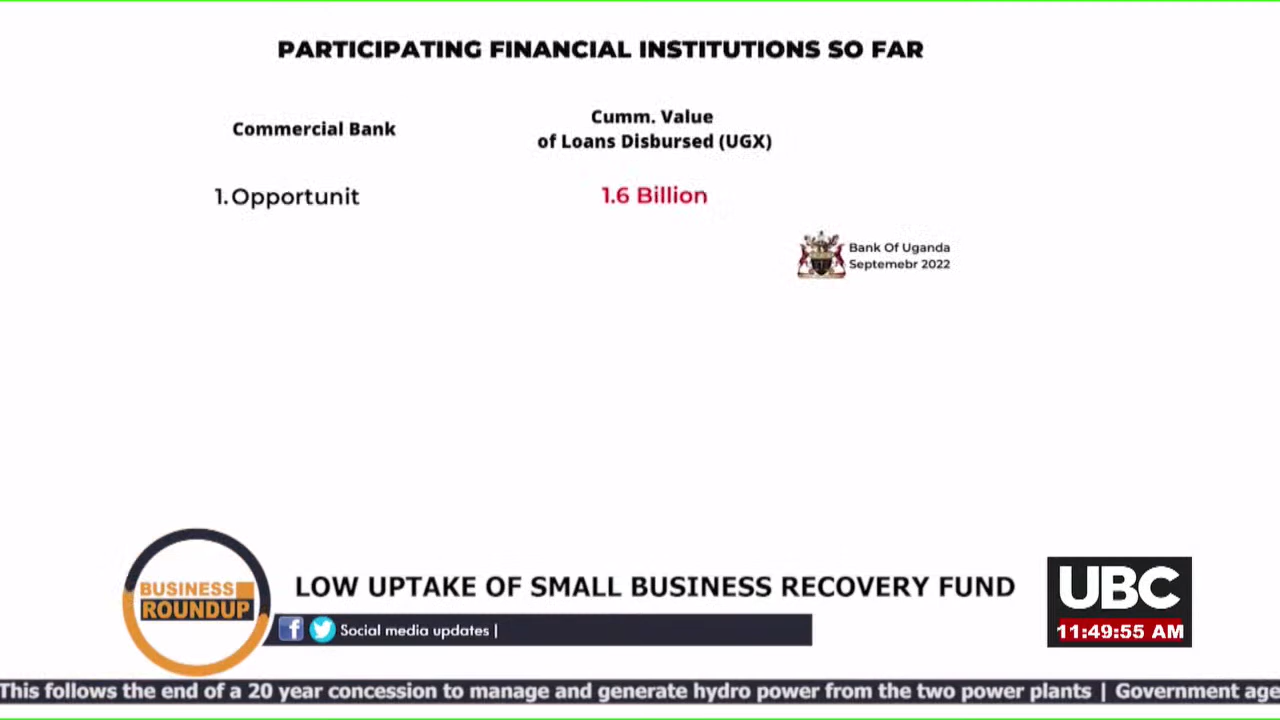 PARTICIPATING FINANCIAL INSTITUTIONS SO FAR
Commercial Bank
Cumm. Value
of Loans Disbursed (UGX)
1. Opportunit
1.6 Billion
Bank Of Uganda
Septemebr 2022
BUSINESS
ROUNDUP
LOW UPTAKE OF SMALL BUSINESS RECOVERY FUND
Social media updates |
UBC
11:49:55 AM
This follows the end of a 20 year concession to manage and generate hydro power from the two power plants | Government age